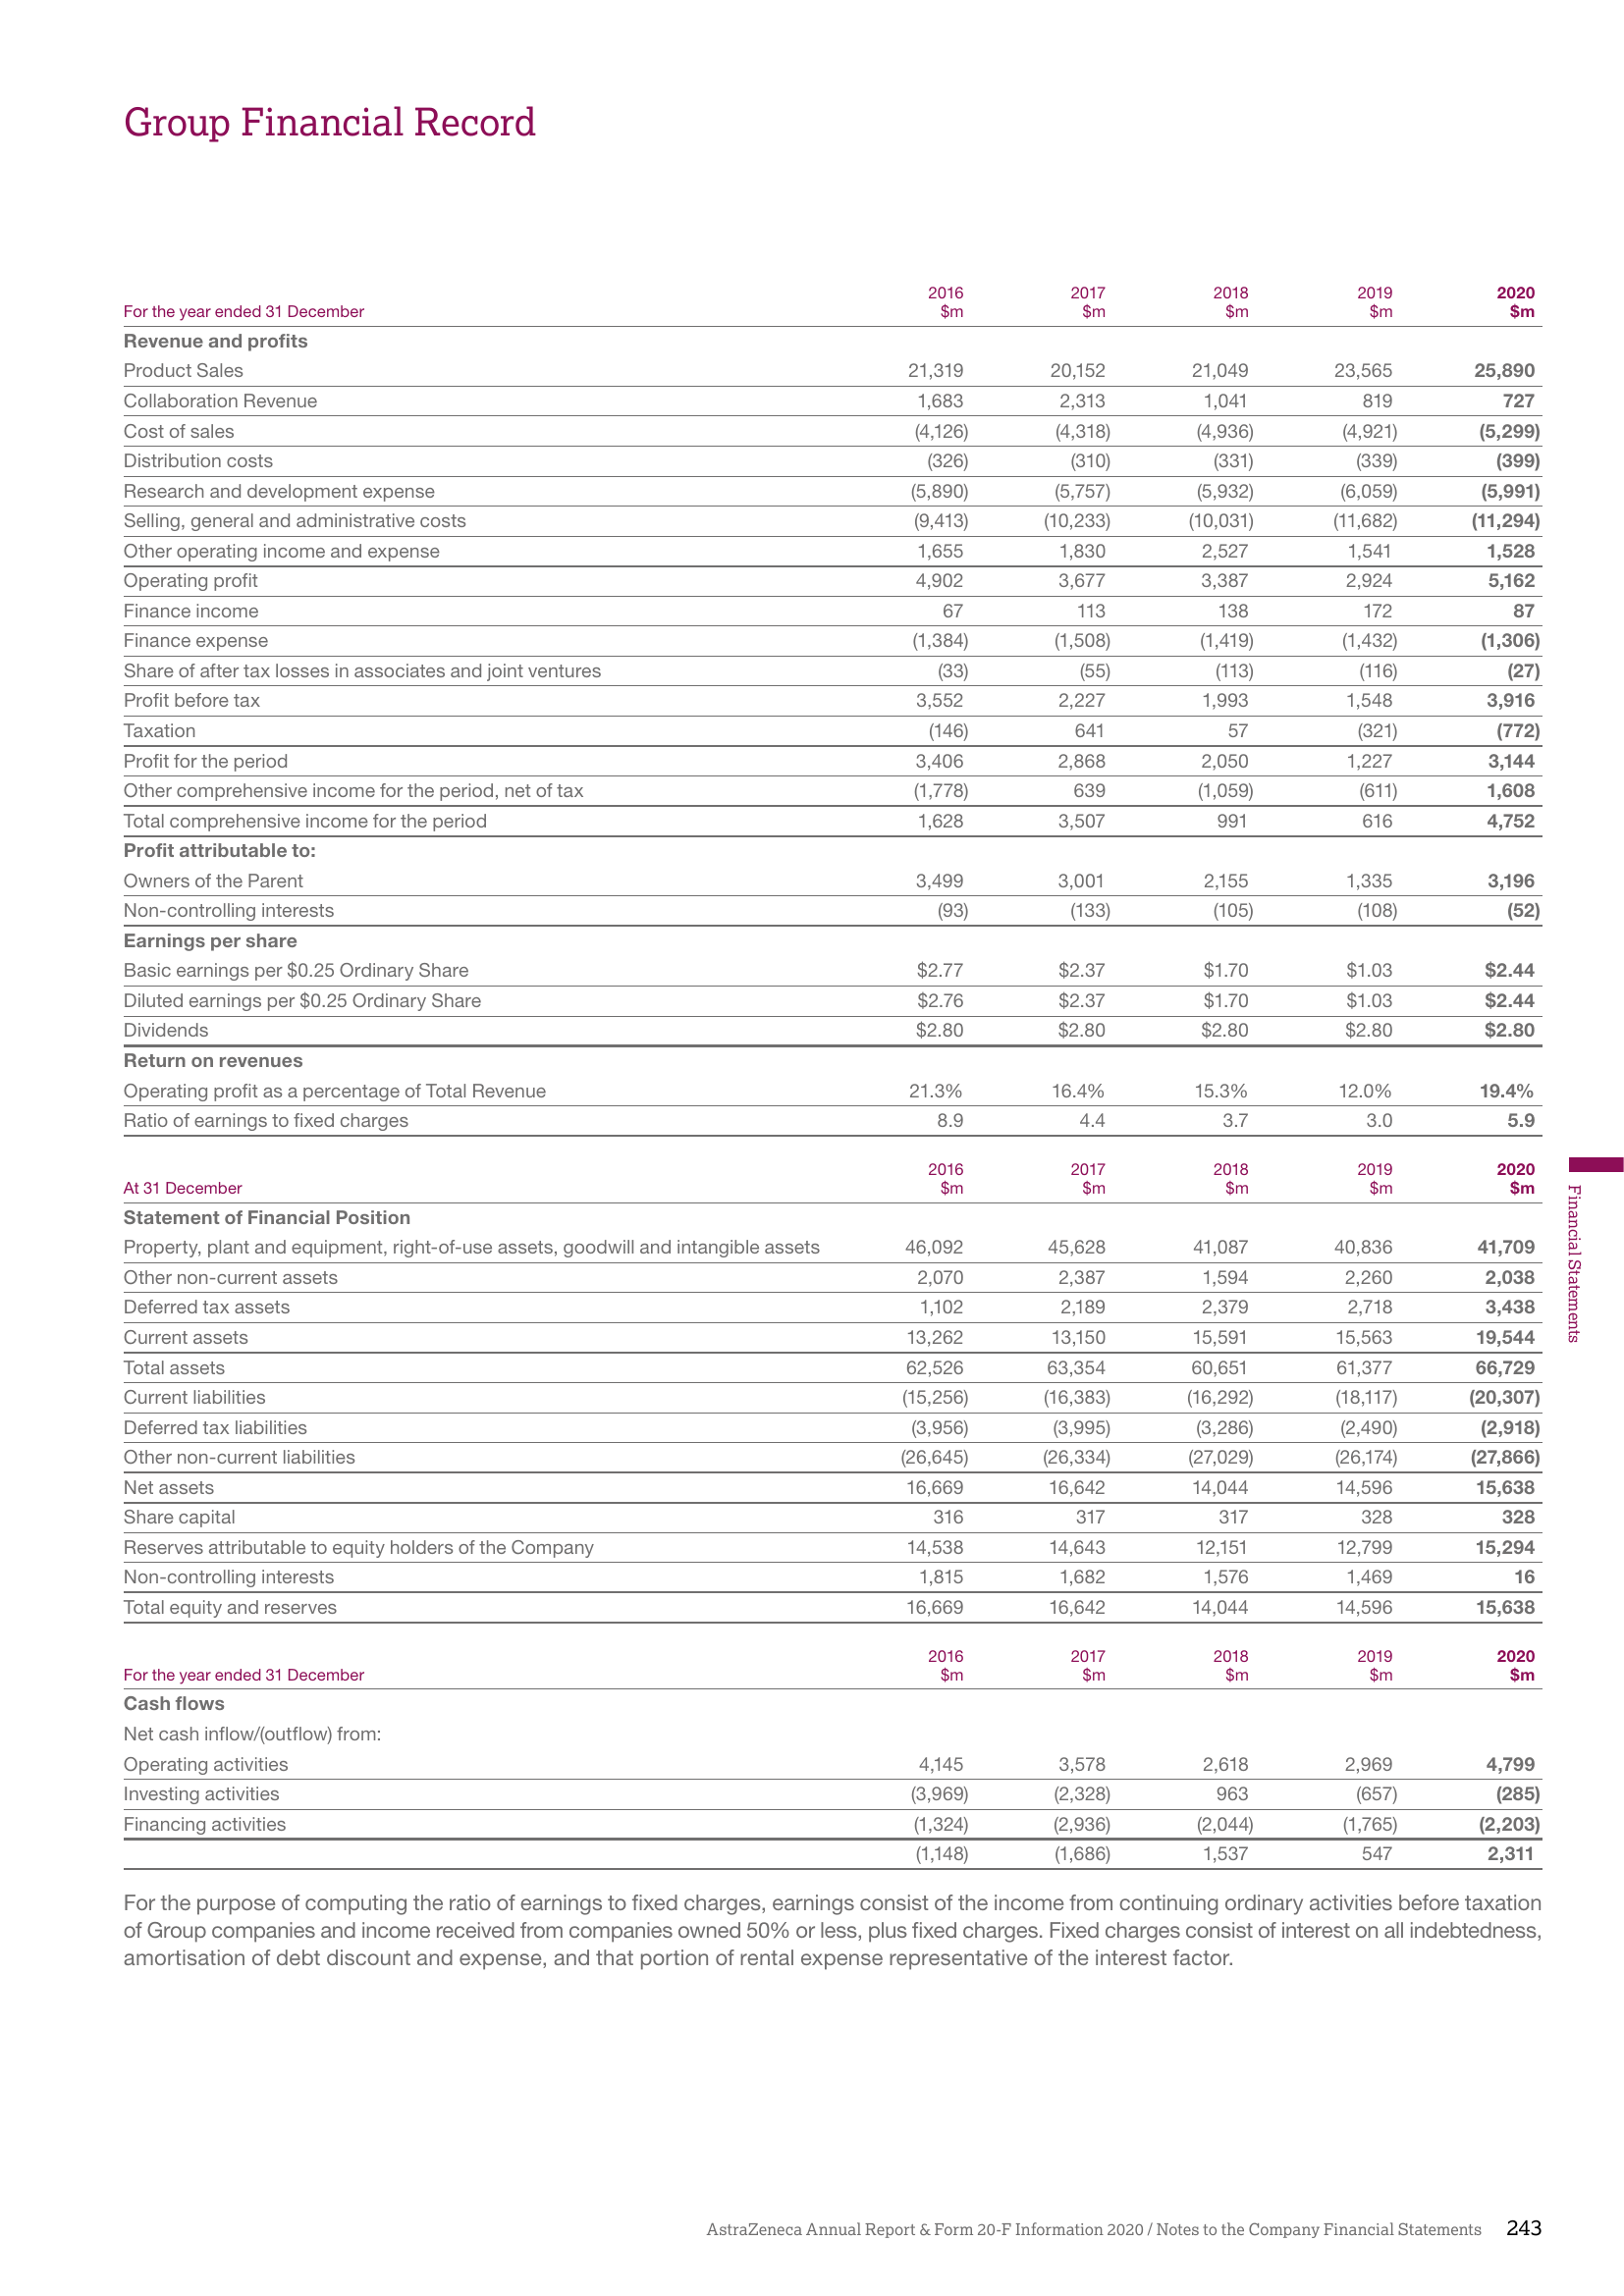 Group Financial Record
2016 2017 2018 2019 2020
For the year ended 31 December $m $m $m $m $m
Revenue and profits
Product Sales 21,319 20,152 21,049 23,565 25,890
Collaboration Revenue 1,683 2,313 1,041 819 727
Cost of sales (4,126) (4,318) (4,936) (4,921) (5,299)
Distribution costs (326) (310) (331) (339) (399)
Research and development expense (5,890) (5,757) (5,932) (6,059) (5,991)
Selling, general and administrative costs (9,413) (10,233) (10,031) (11,682) (11,294)
Other operating income and expense 1,655 1,830 2,527 1,541 1,528
Operating profit 4,902 3,677 3,387 2,924 5,162
Finance income 67 113 138 172 87
Finance expense (1,384) (1,508) (1,419) (1,432) (1,306)
Share of after tax losses in associates and joint ventures (33) (55) (113) (116) (27)
Profit before tax 3,552 2,227 1,993 1,548 3,916
Taxation (146) 641 57 (321) (772)
Profit for the period 3,406 2,868 2,050 1,227 3,144
Other comprehensive income for the period, net of tax (1,778) 639 (1,059) (611) 1,608
Total comprehensive income for the period 1,628 3,507 991 616 4,752
Profit attributable to:
Owners of the Parent 3,499 3,001 2,155 1,335 3,196
Non-controlling interests (93) (133) (105) (108) (52)
Earnings per share
Basic earnings per $0.25 Ordinary Share $2.77 $2.37 $1.70 $1.03 $2.44
Diluted earnings per $0.25 Ordinary Share $2.76 $2.37 $1.70 $1.03 $2.44
Dividends $2.80 $2.80 $2.80 $2.80 $2.80
Return on revenues
Operating profit as a percentage of Total Revenue 21.3% 16.4% 15.3% 12.0% 19.4%
Ratio of earnings to fixed charges 8.9 4.4 3.7 3.0 5.9
2016 2017 2018 2019 2020
At 31 December $m $m $m $m $m
Statement of Financial Position
Property, plant and equipment, right-of-use assets, goodwill and intangible assets 46,092 45,628 41,087 40,836 41,709
Other non-current assets 2,070 2,387 1,594 2,260 2,038
Deferred tax assets 1,102 2,189 2,379 2,718 3,438
Current assets 13,262 13,150 15,591 15,563 19,544
Total assets 62,526 63,354 60,651 61,377 66,729
Current liabilities (15,256) (16,383) (16,292) (18,117) (20,307)
Deferred tax liabilities (3,956) (3,995) (3,286) (2,490) (2,918)
Other non-current liabilities (26,645) (26,334) (27,029) (26,174) (27,866)
Net assets 16,669 16,642 14,044 14,596 15,638
Share capital 316 317 317 328 328
Reserves attributable to equity holders of the Company 14,538 14,643 12,151 12,799 15,294
Non-controlling interests 1,815 1,682 1,576 1,469 16
Total equity and reserves 16,669 16,642 14,044 14,596 15,638
2016 2017 2018 2019 2020
For the year ended 31 December $m $m $m $m $m
Cash flows
Net cash inflow/(outflow) from:
Operating activities 4,145 3,578 2,618 2,969 4,799
Investing activities (3,969) (2,328) 963 (657) (285)
Financing activities (1,324) (2,936) (2,044) (1,765) (2,203)
(1,148) (1,686) 1,537 547 2,311
For the purpose of computing the ratio of earnings to fixed charges, earnings consist of the income from continuing ordinary activities before taxation
of Group companies and income received from companies owned 50% or less, plus fixed charges. Fixed charges consist of interest on all indebtedness,
amortisation of debt discount and expense, and that portion of rental expense representative of the interest factor.
Financial Statements
AstraZeneca Annual Report & Form 20-F Information 2020 / Notes to the Company Financial Statements 243